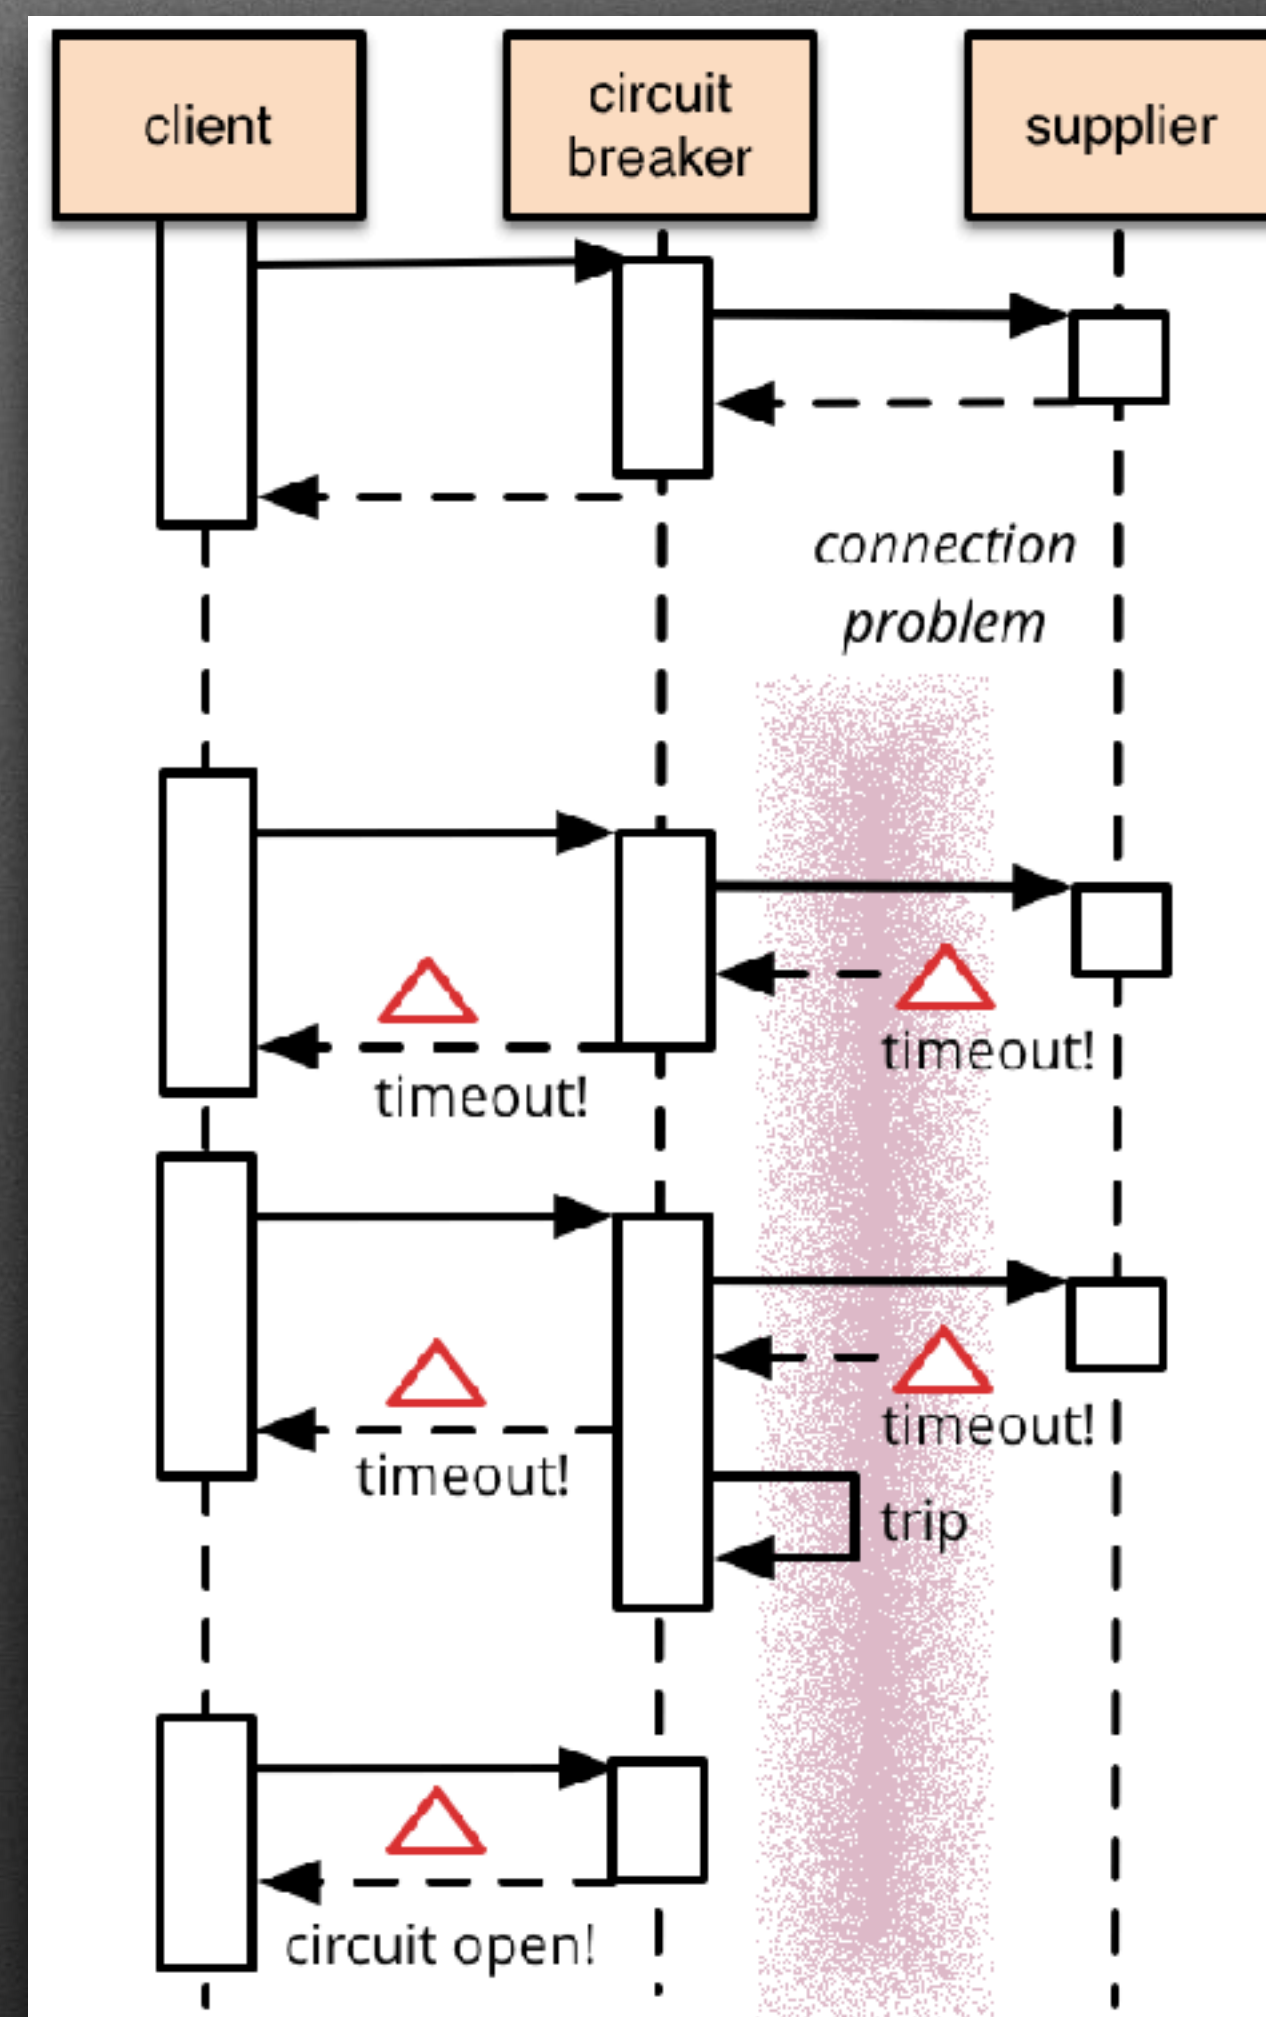 client
circuit
breaker
supplier
connection
problem
timeout!
timeout!
timeout!
timeout!
trip
circuit open!